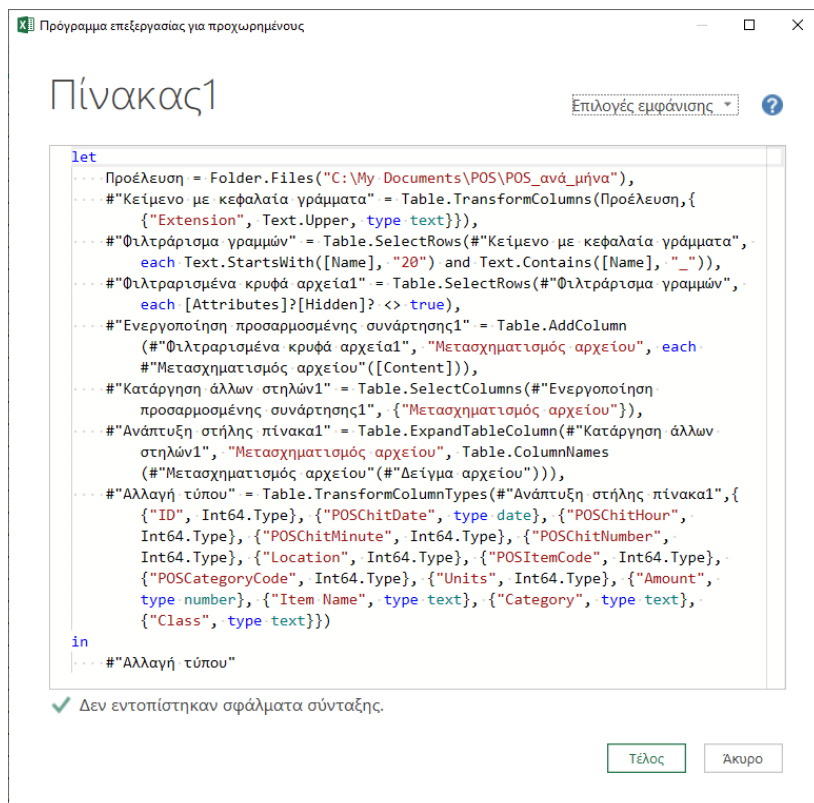 Πρόγραμμα επεξεργασίας για προχωρημένους
Πίνακας1
Επιλογές εμφάνισης
let
Προέλευση = Folder.Files("C:\My Documents\POS\POS_ανά_μήνα"),
#"Κείμενο με κεφαλαία γράμματα" = Table.TransformColumns(Προέλευση,{
{"Extension", Text.Upper, type text}}),
#"Φιλτράρισμα γραμμών" = Table.SelectRows(#"Κείμενο με κεφαλαία γράμματα",
each Text.StartsWith([Name], "20") and Text.Contains([Name], "_")),
#"Φιλτραρισμένα κρυφά αρχεία1" = Table.SelectRows(#"Φιλτράρισμα γραμμών",
each [Attributes]?[Hidden]? <> true),
#"Ενεργοποίηση προσαρμοσμένης συνάρτησης1" = Table.AddColumn
(#"Φιλτραρισμένα κρυφά αρχεία1", "Μετασχηματισμός αρχείου", each
#"Μετασχηματισμός αρχείου"([Content])),
#"Κατάργηση άλλων στηλών1" = Table.SelectColumns(#"Ενεργοποίηση
προσαρμοσμένης συνάρτησης1", {"Μετασχηματισμός αρχείου"}),
#"Ανάπτυξη στήλης πίνακα1" = Table.ExpandTableColumn(#"Κατάργηση άλλων
στηλών1", "Μετασχηματισμός αρχείου", Table.ColumnNames
(#"Μετασχηματισμός αρχείου"(#"Δείγμα αρχείου"))),
#"Αλλαγή τύπου" = Table.TransformColumnTypes(#"Ανάπτυξη στήλης πίνακα1",{
{"ID", Int64.Type}, {"POSChitDate", type date}, {"POSChitHour",
Int64.Type}, {"POSChitMinute", Int64.Type}, {"POSChitNumber",
Int64.Type}, {"Location", Int64.Type}, {"POSItemCode", Int64.Type},
{"POSCategoryCode", Int64.Type}, {"Units", Int64.Type}, {"Amount",
type number}, {"Item Name", type text}, {"Category", type text},
{"Class", type text}})
in
#"Αλλαγή τύπου"
Δεν εντοπίστηκαν σφάλματα σύνταξης.
Τέλος
Άκυρο